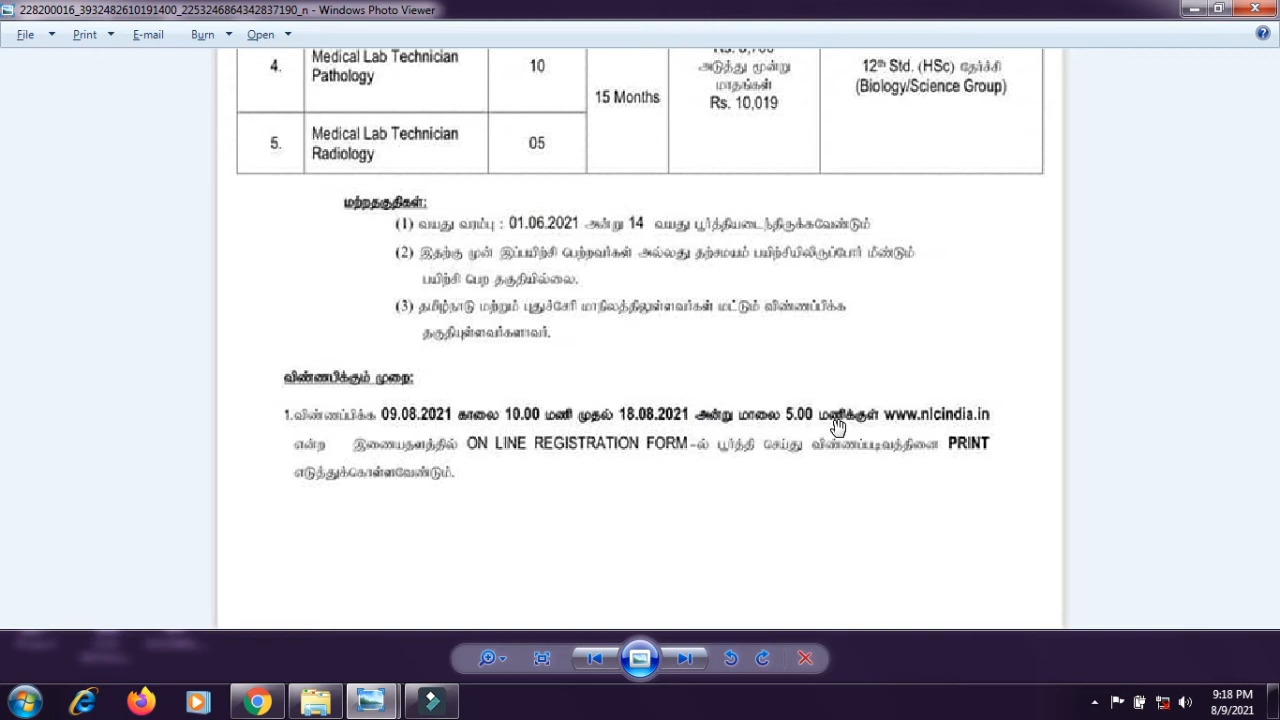 228200016_3932482610191400_2253246864342837190_n - Windows Photo Viewer
File Print E-mail Burn Open
4. Medical Lab Technician Pathology 10
அடுத்து மூன்று மாதங்கள் Rs. 10,019
12th Std. (HSc) தேர்ச்சி (Biology/Science Group)
15 Months
5. Medical Lab Technician Radiology 05
மற்றதகுதிகள்:
(1) வயது வரம்பு : 01.06.2021 அன்று 14 வயது பூர்த்தியடைந்திருக்கவேண்டும்
(2) இதற்கு முன் இப்பயிற்சி பெற்றவர்கள் அல்லது தற்சமயம் பயிற்சியிலிருப்போர் மீண்டும்
பயிற்சி பெற தகுதியில்லை.
(3) தமிழ்நாடு மற்றும் புதுச்சேரி மாநிலத்திலுள்ளவர்கள் மட்டும் விண்ணப்பிக்க
தகுதியுள்ளவர்களாவர்.
விண்ணபிக்கும் முறை:
1.விண்ணப்பிக்க 09.08.2021 காலை 10.00 மணி முதல் 18.08.2021 அன்று மாலை 5.00 மணிக்குள் www.nlcindia.in
என்ற இணையதளத்தில் ON LINE REGISTRATION FORM-ல் பூர்த்தி செய்து விண்ணப்படிவத்தினை PRINT
எடுத்துக்கொள்ளவேண்டும்.
9:18 PM
8/9/2021